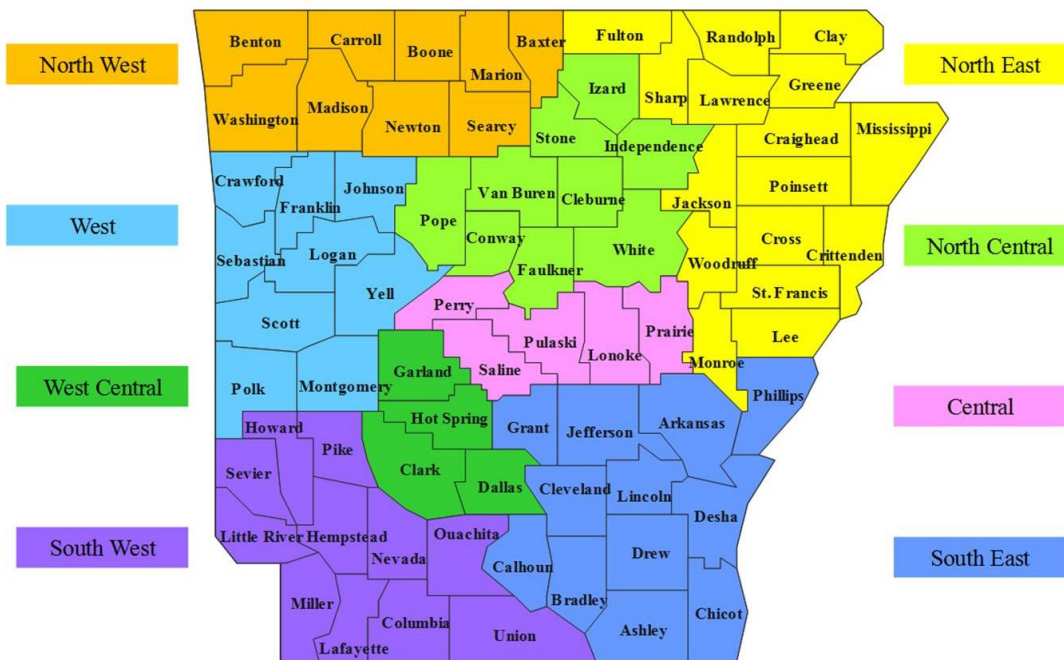 Benton
Carroll
Boone
Baxter
Fulton
Randolph
Clay
North West
Marion
North East
Izard
Sharp
Lawrence
Greene
Washington
Madison
Newton
Searcy
Stone
Independence
Craighead
Mississippi
Crawford
Franklin
Johnson
Van Buren
Cleburne
Jackson
Poinsett
West
Pope
Conway
White
Cross
North Central
Sebastian
Logan
Faulkner
Woodruff
Crittenden
Yell
St. Francis
Scott
Perry
Pulaski
Lonoke
Prairie
Lee
West Central
Polk
Montgomery
Garland
Saline
Monroe
Phillips
Central
Howard
Pike
Hot Spring
Grant
Jefferson
Arkansas
Sevier
Clark
Dallas
Cleveland
Lincoln
Desha
South West
Little River
Hempstead
Nevada
Ouachita
Calhoun
Drew
South East
Miller
Lafayette
Columbia
Union
Bradley
Ashley
Chicot